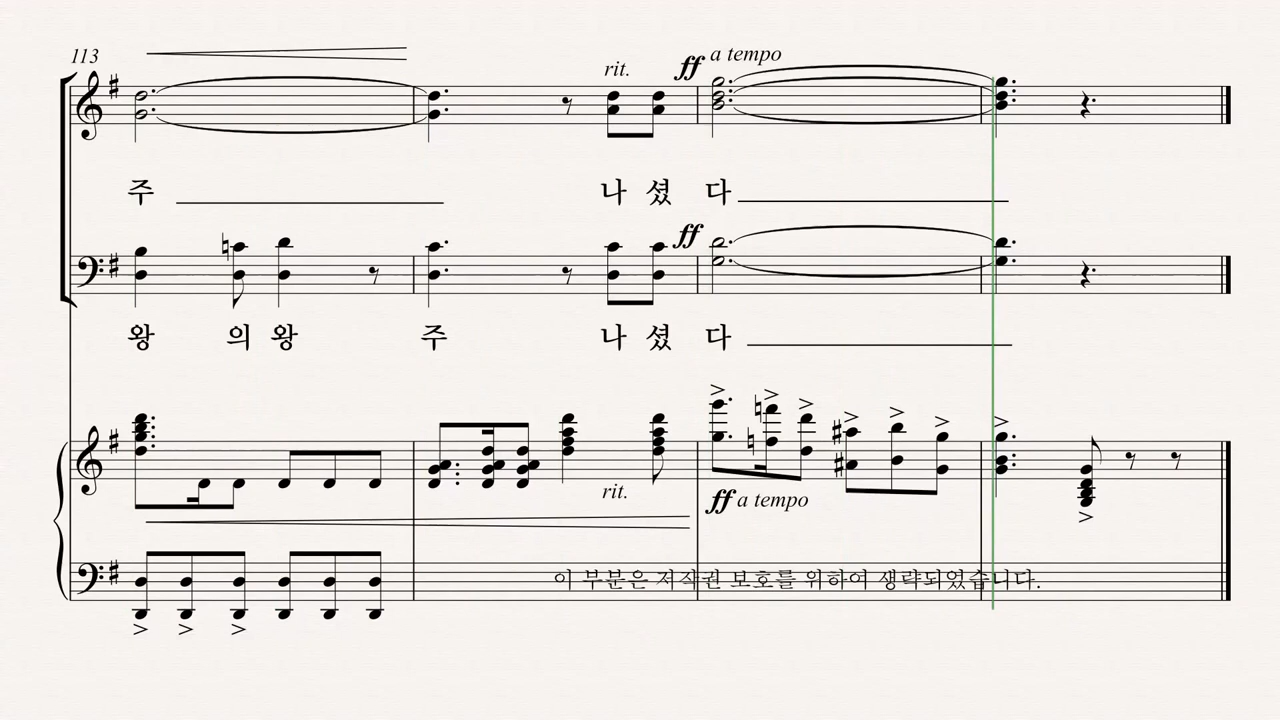 113
rit.
ff a tempo
주 나 셨 다
ff
왕 의 왕 주 나 셨 다
rit.
ff a tempo
이 부분은 저작권 보호를 위하여 생략되었습니다.